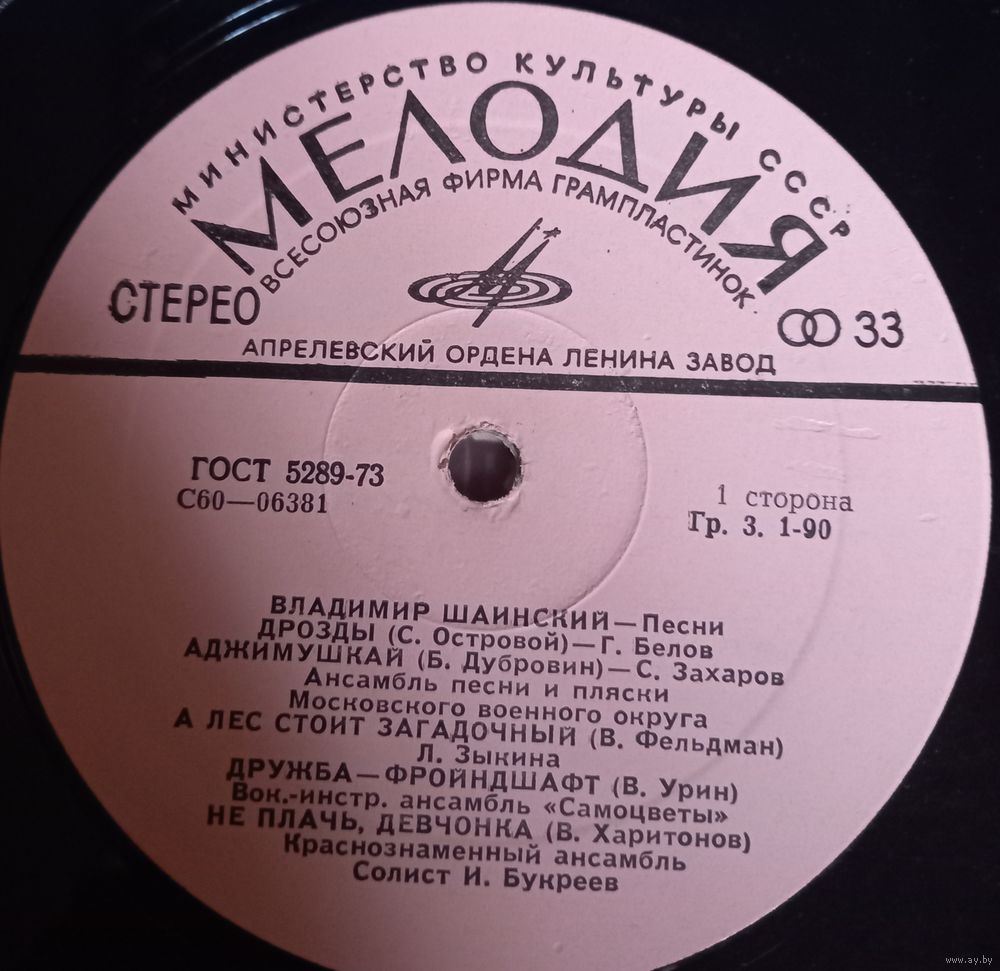 МИНИСТЕРСТВО КУЛЬТУРЫ СССР
МЕЛОДИЯ
ВСЕСОЮЗНАЯ ФИРМА ГРАМПЛАСТИНОК
СТЕРЕО
33
АПРЕЛЕВСКИЙ ОРДЕНА ЛЕНИНА ЗАВОД
ГОСТ 5289-73
С60—06381
1 сторона
Гр. 3. 1-90
ВЛАДИМИР ШАИНСКИЙ — Песни
ДРОЗДЫ (С. Островой) — Г. Белов
АДЖИМУШКАЙ (Б. Дубровин) — С. Захаров
Ансамбль песни и пляски
Московского военного округа
А ЛЕС СТОИТ ЗАГАДОЧНЫЙ (В. Фельдман)
Л. Зыкина
ДРУЖБА — ФРОЙНДШАФТ (В. Урин)
Вок.-инстр. ансамбль «Самоцветы»
НЕ ПЛАЧЬ, ДЕВЧОНКА (В. Харитонов)
Краснознаменный ансамбль
Солист И. Букреев
www.ay.by